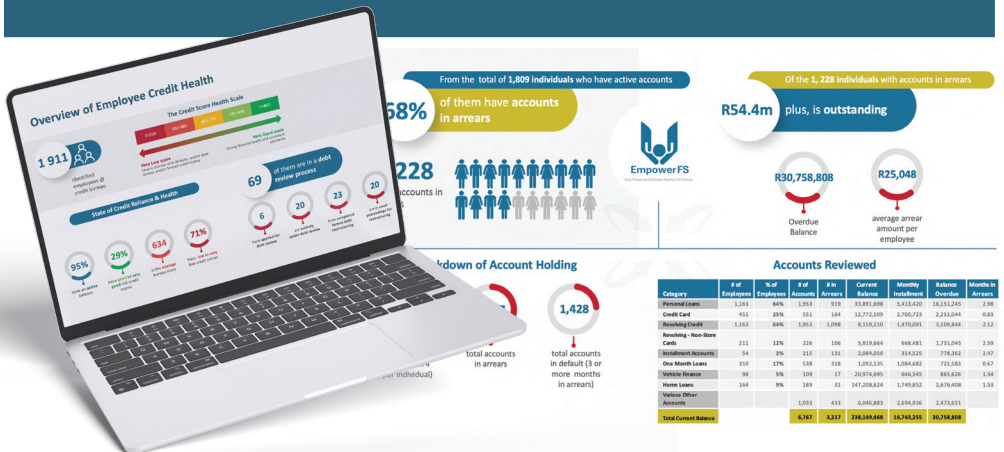 Overview of Employee Credit Health
The Credit Score Health Scale
Very Low score
Very Good score
1 911
identified
employees @
credit bureau
State of Credit Reliance & Health
69
of them are in a debt
review process
95%
29%
634
71%
6
20
23
20
have applied for
debt review
From the total of 1,809 individuals who have active accounts
68%
of them have accounts
in arrears
228
accounts in
Of the 1, 228 individuals with accounts in arrears
R54.4m
plus, is outstanding
EmpowerFS
R30,758,808
Overdue
Balance
R25,048
average arrear
amount per
employee
kdown of Account Holding
individual)
total accounts
in arrears
1,428
total accounts
in default (3 or
more months
in arrears)
Accounts Reviewed
Category # of Employees % of Employees # of Accounts # in Arrears Current Balance Monthly Installment Balance Overdue Months in Arrears
Personal Loans 1,163 64% 1,953 919 33,891,698 5,413,420 16,151,245 2.98
Credit Card 451 25% 551 164 12,772,309 2,700,723 2,251,044 0.83
Revolving Credit 1,163 64% 1,953 1,098 8,159,210 1,470,091 3,109,844 2.12
Revolving - Non-Store
Cards 211 12% 226 106 5,919,664 668,481 1,731,045 2.59
Installment Accounts 54 3% 215 131 2,084,050 314,525 778,362 2.47
One Month Loans 310 17% 538 318 1,092,235 1,084,682 721,583 0.67
Vehicle Finance 98 5% 109 17 20,974,695 646,545 865,626 1.34
Home Loans 164 9% 189 31 147,208,624 1,749,852 2,676,408 1.53
Various Other
Accounts 1,033 433 6,046,883 2,694,936 2,473,651
Total Current Balance 6,767 3,217 238,149,468 16,743,255 30,758,808